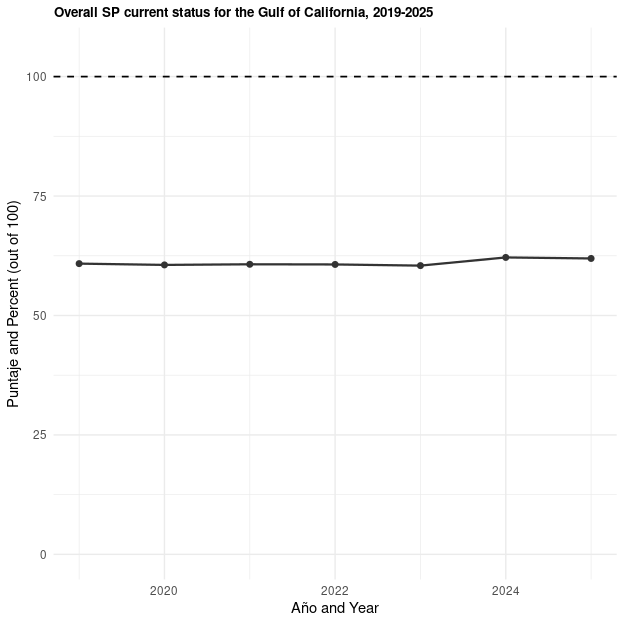 Overall SP current status for the Gulf of California, 2019-2025
Puntaje and Percent (out of 100)
100
75
50
25
0
2020
2022
2024
Año and Year